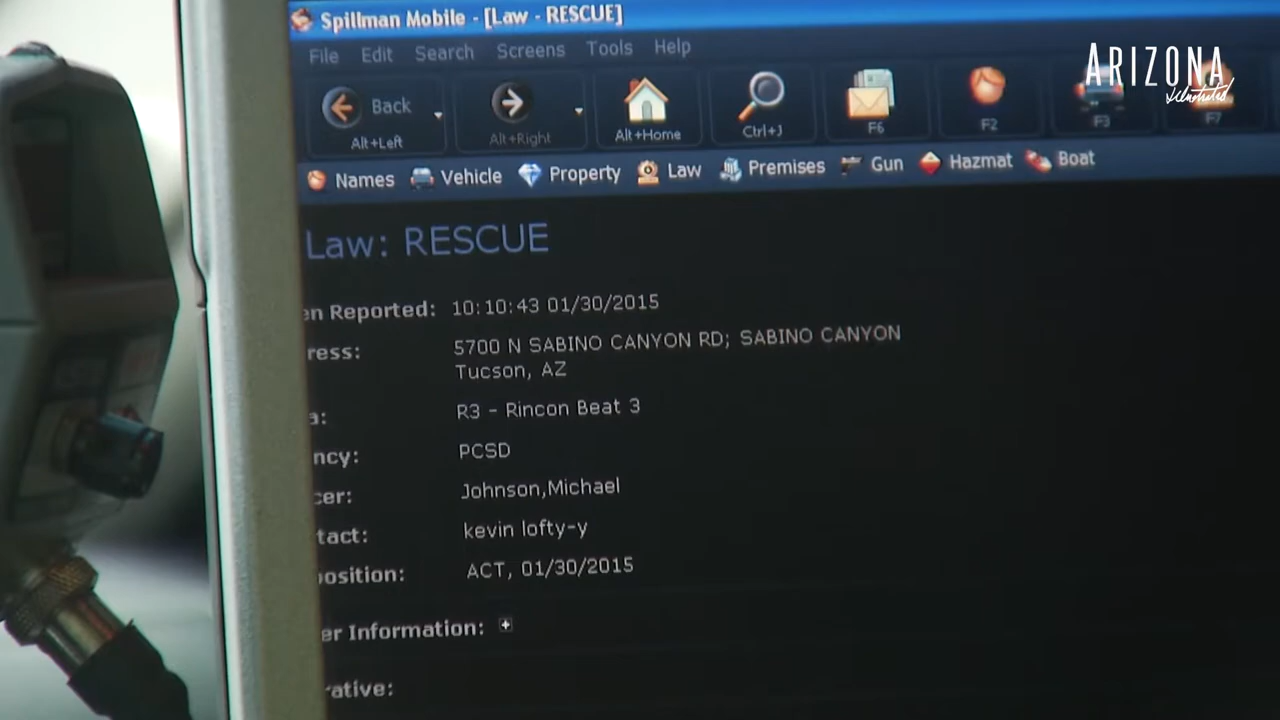 Spillman Mobile - [Law - RESCUE]
File Edit Search Screens Tools Help
ARIZONA
Illustrated
Back
Alt+Left Alt+Right Alt+Home Ctrl+J F6 F2 F3 F7
Names Vehicle Property Law Premises Gun Hazmat Boat
Law: RESCUE
en Reported: 10:10:43 01/30/2015
ress: 5700 N SABINO CANYON RD; SABINO CANYON
Tucson, AZ
a: R3 - Rincon Beat 3
ncy: PCSD
cer: Johnson,Michael
tact: kevin lofty-y
position: ACT, 01/30/2015
er Information:
rative: